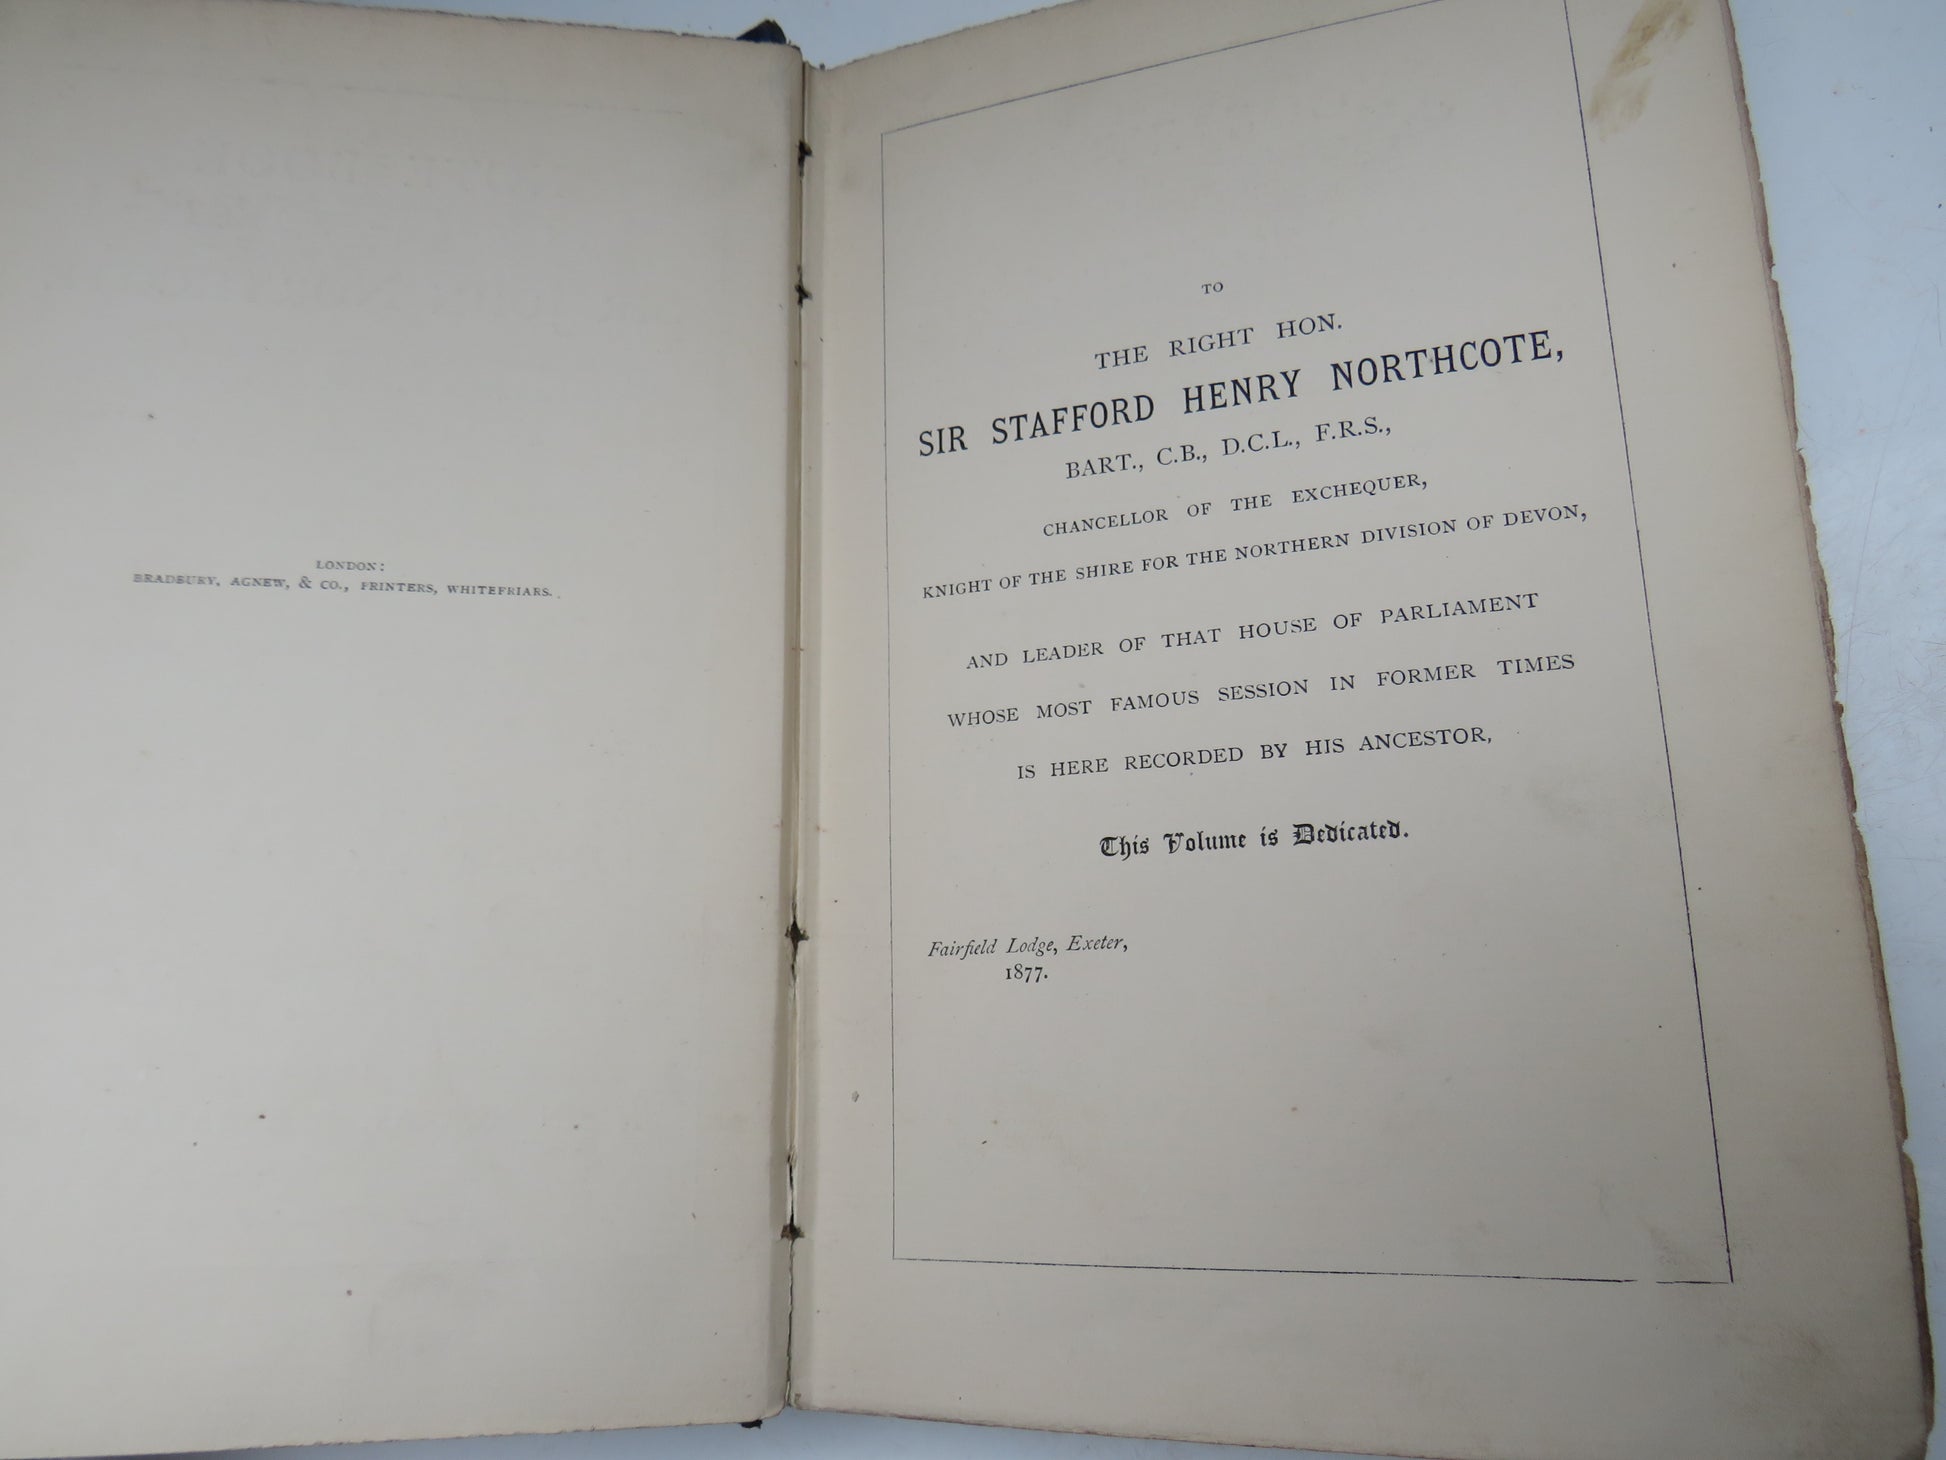 LONDON:
BRADBURY, AGNEW, & CO., PRINTERS, WHITEFRIARS.
TO
THE RIGHT HON.
SIR STAFFORD HENRY NORTHCOTE,
BART., C.B., D.C.L., F.R.S.,
CHANCELLOR OF THE EXCHEQUER,
KNIGHT OF THE SHIRE FOR THE NORTHERN DIVISION OF DEVON,
AND LEADER OF THAT HOUSE OF PARLIAMENT
WHOSE MOST FAMOUS SESSION IN FORMER TIMES
IS HERE RECORDED BY HIS ANCESTOR,
This Volume is Dedicated.
Fairfield Lodge, Exeter,
1877.